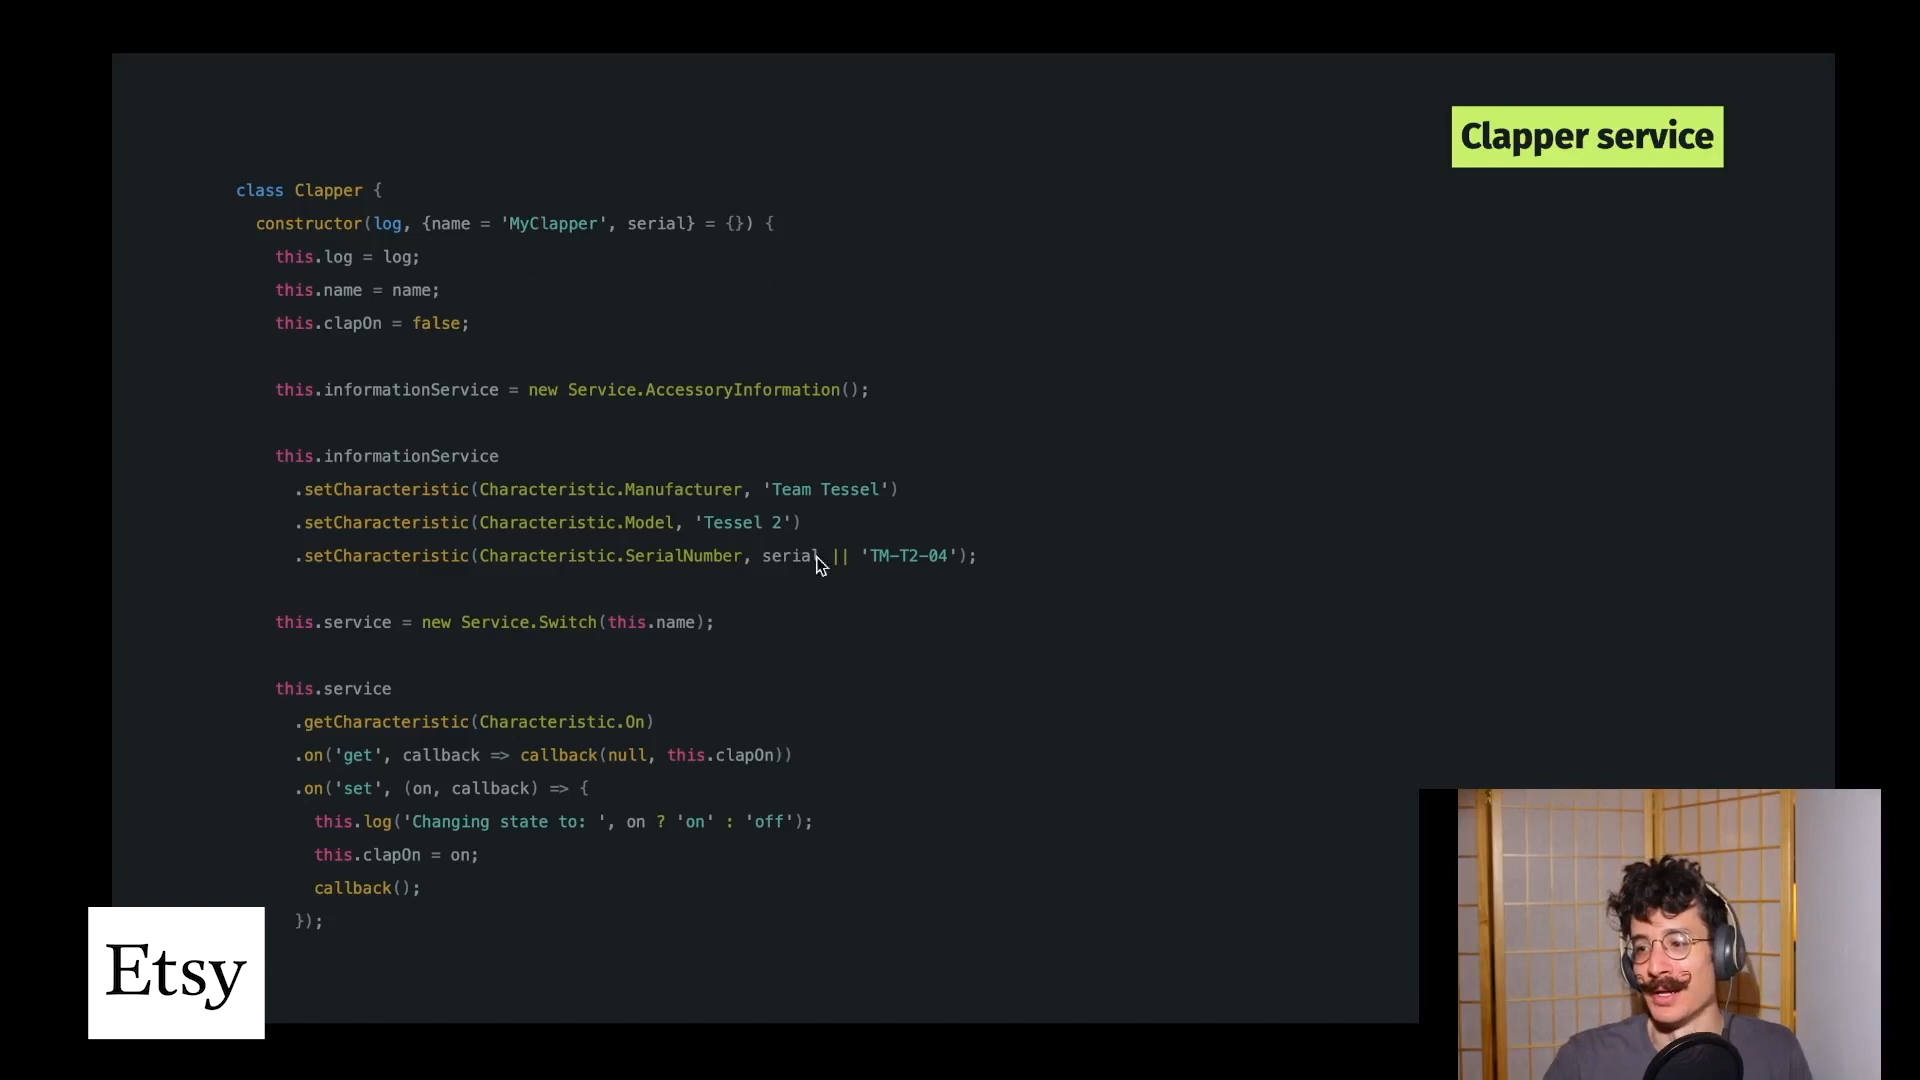 Clapper service
class Clapper {
constructor(log, {name = 'MyClapper', serial} = {}) {
this.log = log;
this.name = name;
this.clapOn = false;
this.informationService = new Service.AccessoryInformation();
this.informationService
.setCharacteristic(Characteristic.Manufacturer, 'Team Tessel')
.setCharacteristic(Characteristic.Model, 'Tessel 2')
.setCharacteristic(Characteristic.SerialNumber, serial || 'TM-T2-04');
this.service = new Service.Switch(this.name);
this.service
.getCharacteristic(Characteristic.On)
.on('get', callback => callback(null, this.clapOn))
.on('set', (on, callback) => {
this.log('Changing state to: ', on ? 'on' : 'off');
this.clapOn = on;
callback();
});
Etsy